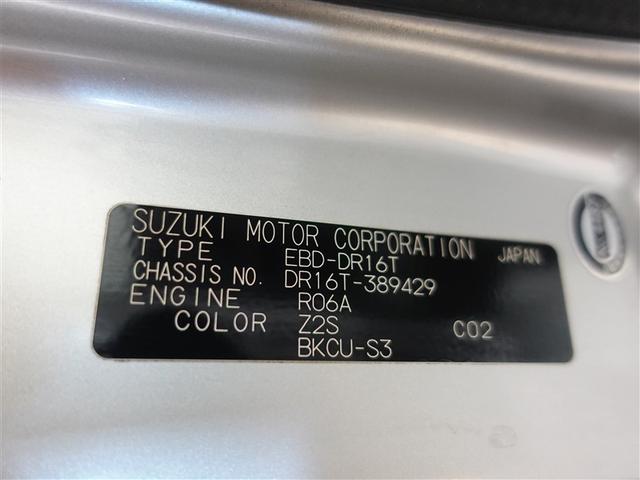 SUZUKI MOTOR CORPORATION JAPAN
TYPE EBD-DR16T
CHASSIS NO. DR16T-389429
ENGINE R06A
COLOR Z2S C02
BKCU-S3